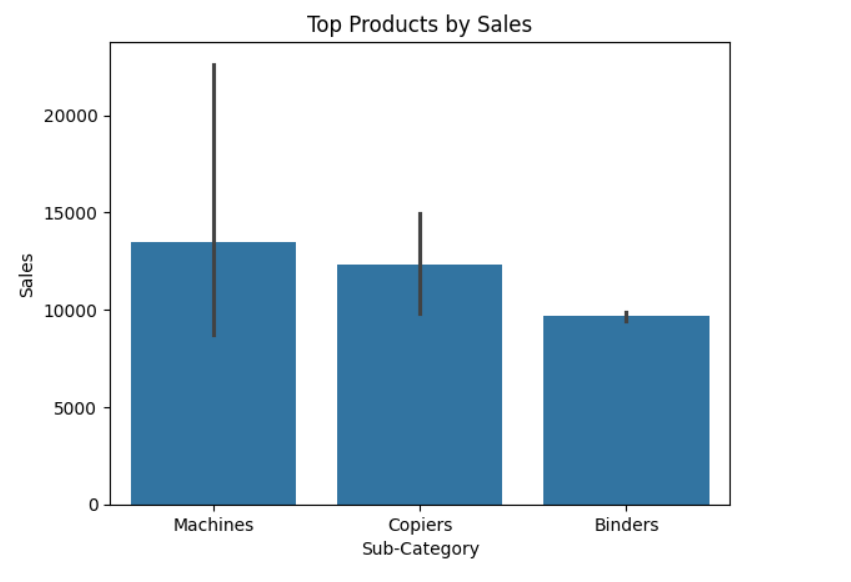 Top Products by Sales
20000
15000
10000
5000
0
Sales
Machines Copiers Binders
Sub-Category